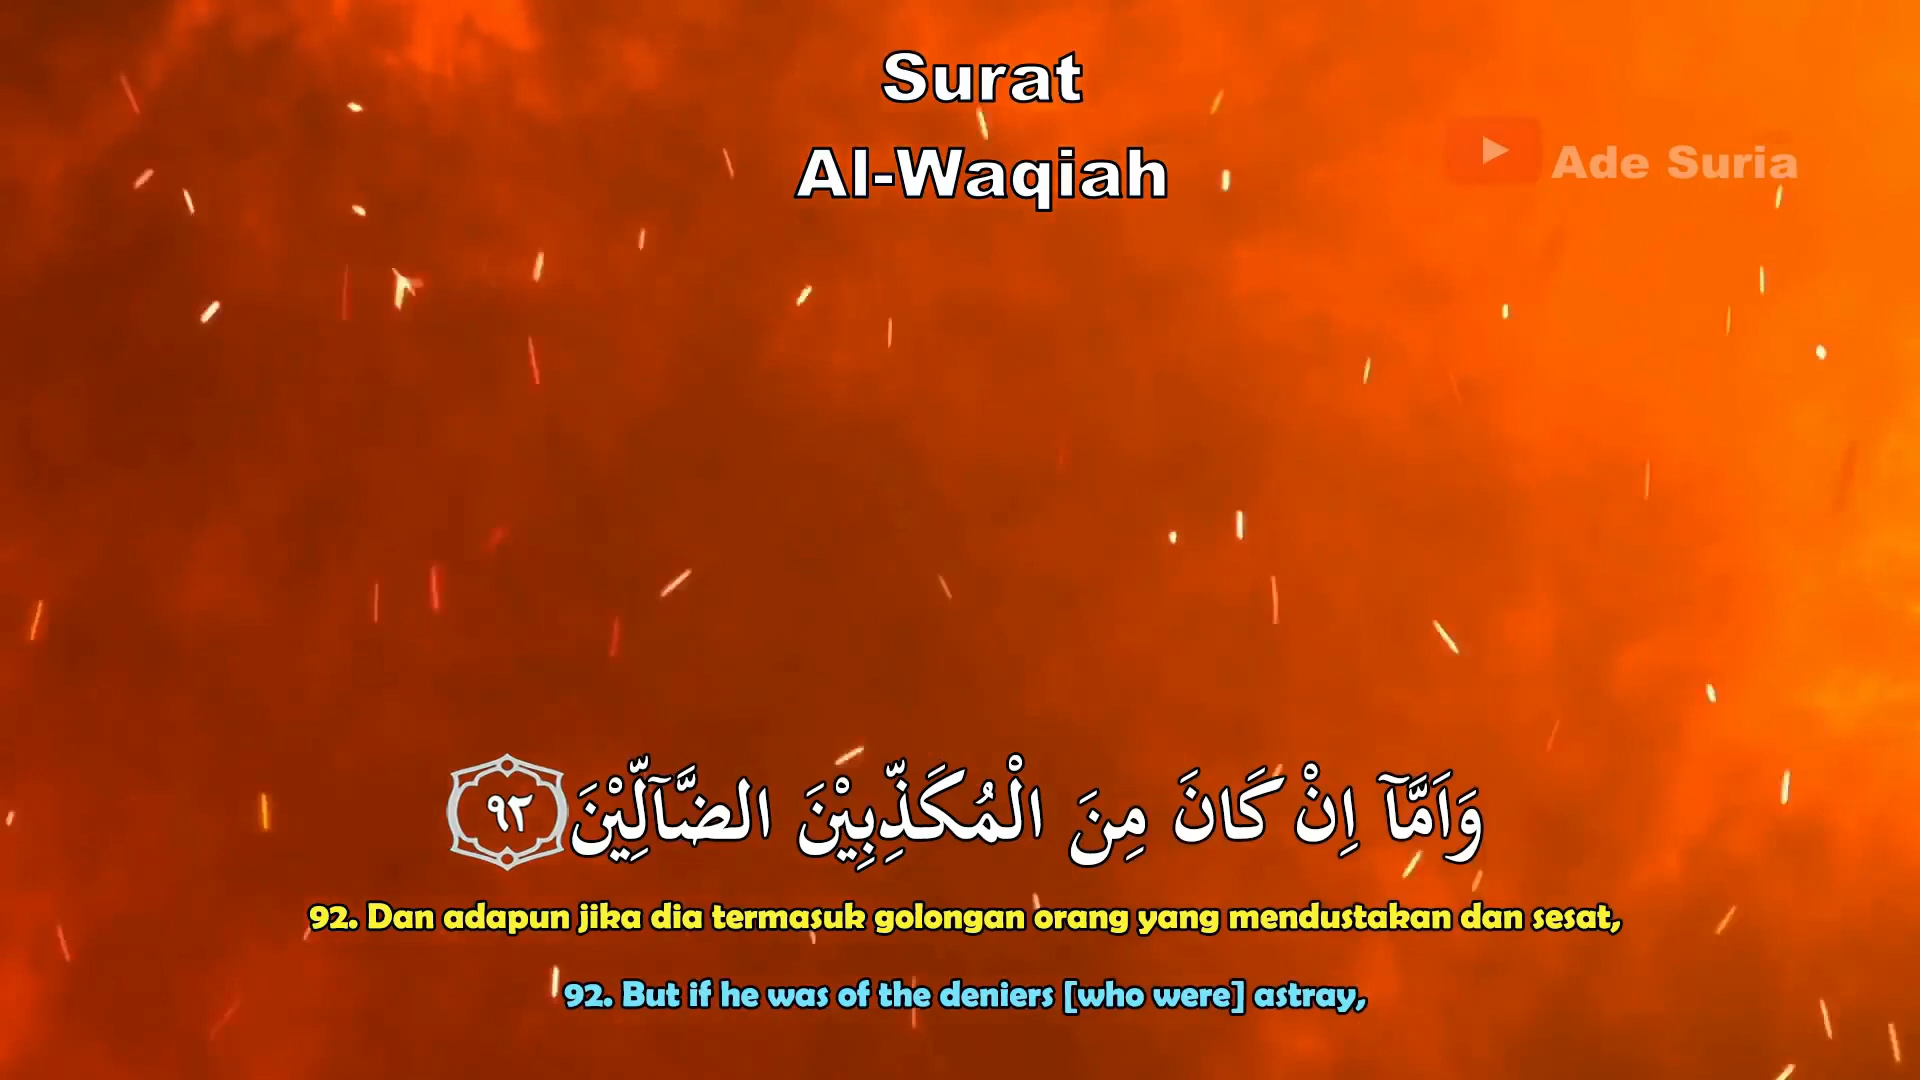 Surat
Al-Waqiah
Ade Suria
وَاَمَّآ اِنْ كَانَ مِنَ الْمُكَذِّبِيْنَ الضَّآلِّيْنَ ٩٢
92. Dan adapun jika dia termasuk golongan orang yang mendustakan dan sesat,
92. But if he was of the deniers [who were] astray,